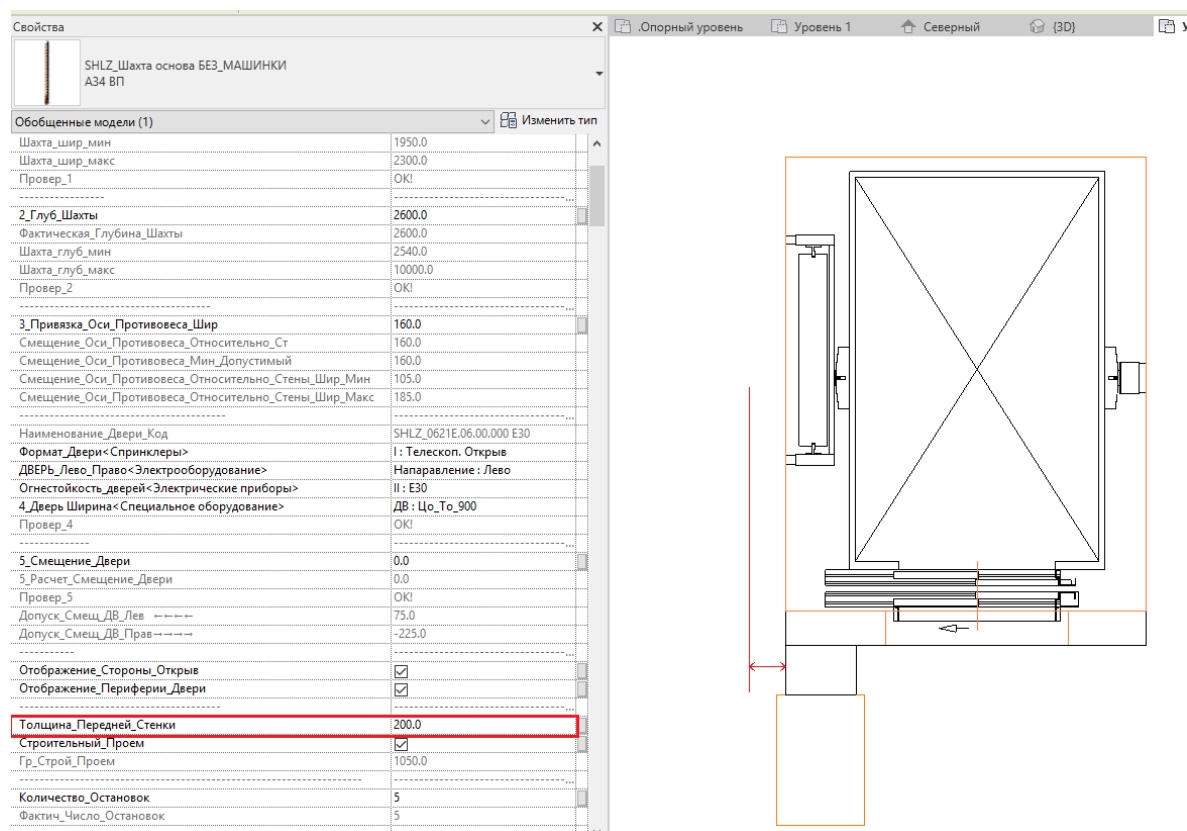 Свойства
.Опорный уровень
Уровень 1
Северный
{3D}
SHLZ_Шахта основа БЕЗ_МАШИНКИ
А34 ВП
Обобщенные модели (1)
Изменить тип
Шахта_шир_мин 1950.0
Шахта_шир_макс 2300.0
Провер_1 OK!
2_Глуб_Шахты 2600.0
Фактическая_Глубина_Шахты 2600.0
Шахта_глуб_мин 2540.0
Шахта_глуб_макс 10000.0
Провер_2 OK!
3_Привязка_Оси_Противовеса_Шир 160.0
Смещение_Оси_Противовеса_Относительно_Ст 160.0
Смещение_Оси_Противовеса_Мин_Допустимый 160.0
Смещение_Оси_Противовеса_Относительно_Стены_Шир_Мин 105.0
Смещение_Оси_Противовеса_Относительно_Стены_Шир_Макс 185.0
Наименование_Двери_Код SHLZ_0621E.06.00.000 E30
Формат_Двери<Спринклеры> I : Телескоп. Открыв
ДВЕРЬ_Лево_Право<Электрооборудование> Напаравление : Лево
Огнестойкость_дверей<Электрические приборы> II : E30
4_Дверь Ширина<Специальное оборудование> ДВ : Цо_То_900
Провер_4 OK!
5_Смещение_Двери 0.0
5_Расчет_Смещение_Двери 0.0
Провер_5 OK!
Допуск_Смещ_ДВ_Лев ←←←← 75.0
Допуск_Смещ_ДВ_Прав→→→→ -225.0
Отображение_Стороны_Открыв
Отображение_Периферии_Двери
Толщина_Передней_Стенки 200.0
Строительный_Проем
Гр_Строй_Проем 1050.0
Количество_Остановок 5
Фактич_Число_Остановок 5